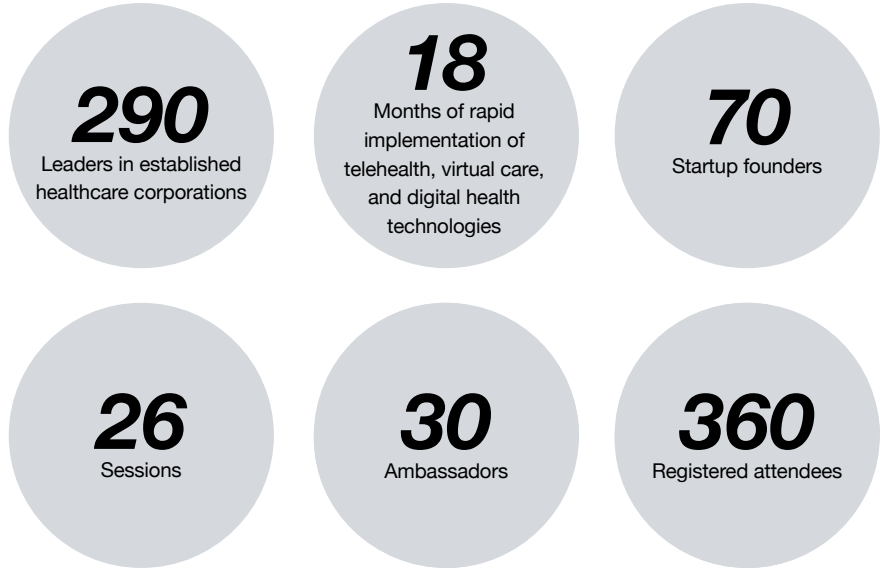 290
Leaders in established
healthcare corporations
18
Months of rapid
implementation of
telehealth, virtual care,
and digital health
technologies
70
Startup founders
26
Sessions
30
Ambassadors
360
Registered attendees